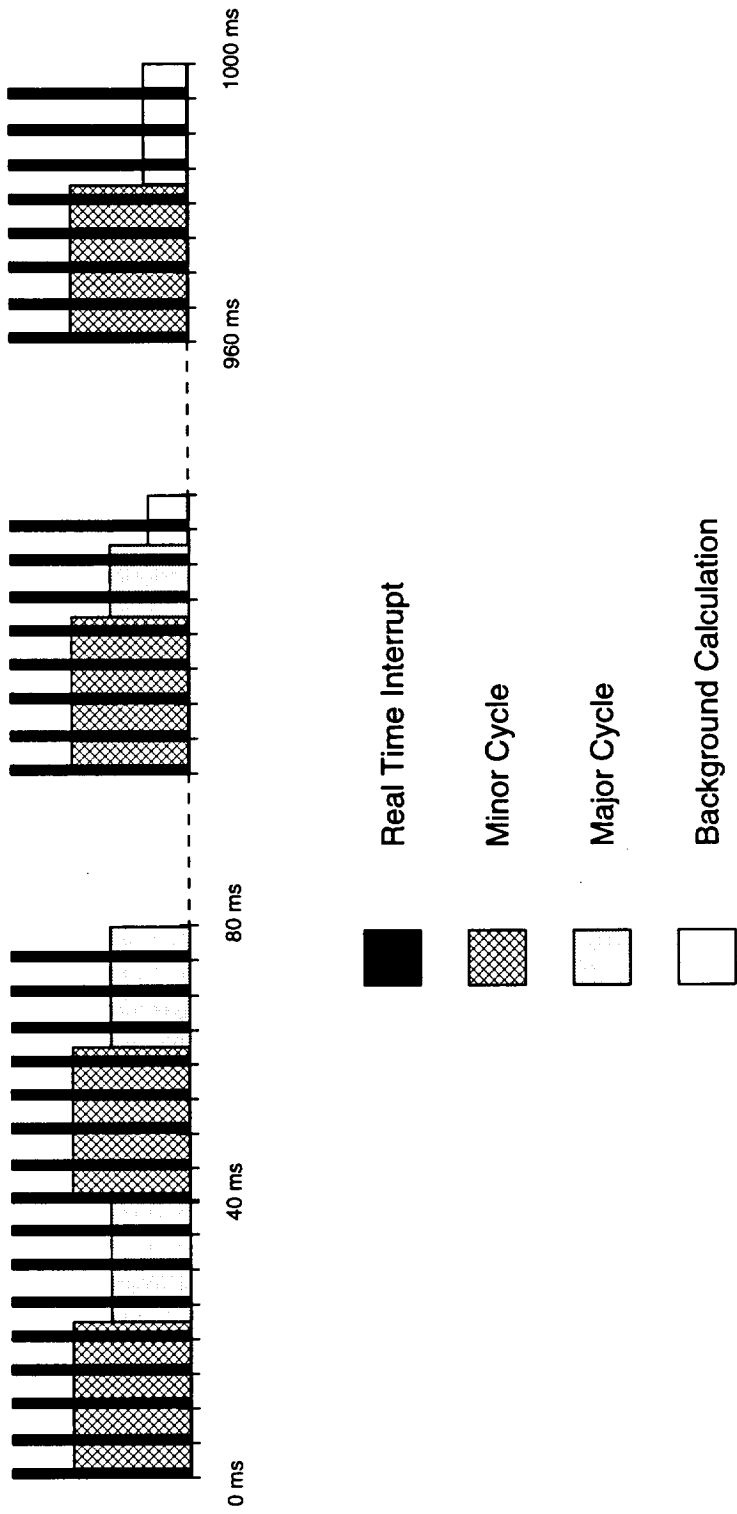 0 ms
40 ms
80 ms
960 ms
1000 ms
Real Time Interrupt
Minor Cycle
Major Cycle
Background Calculation